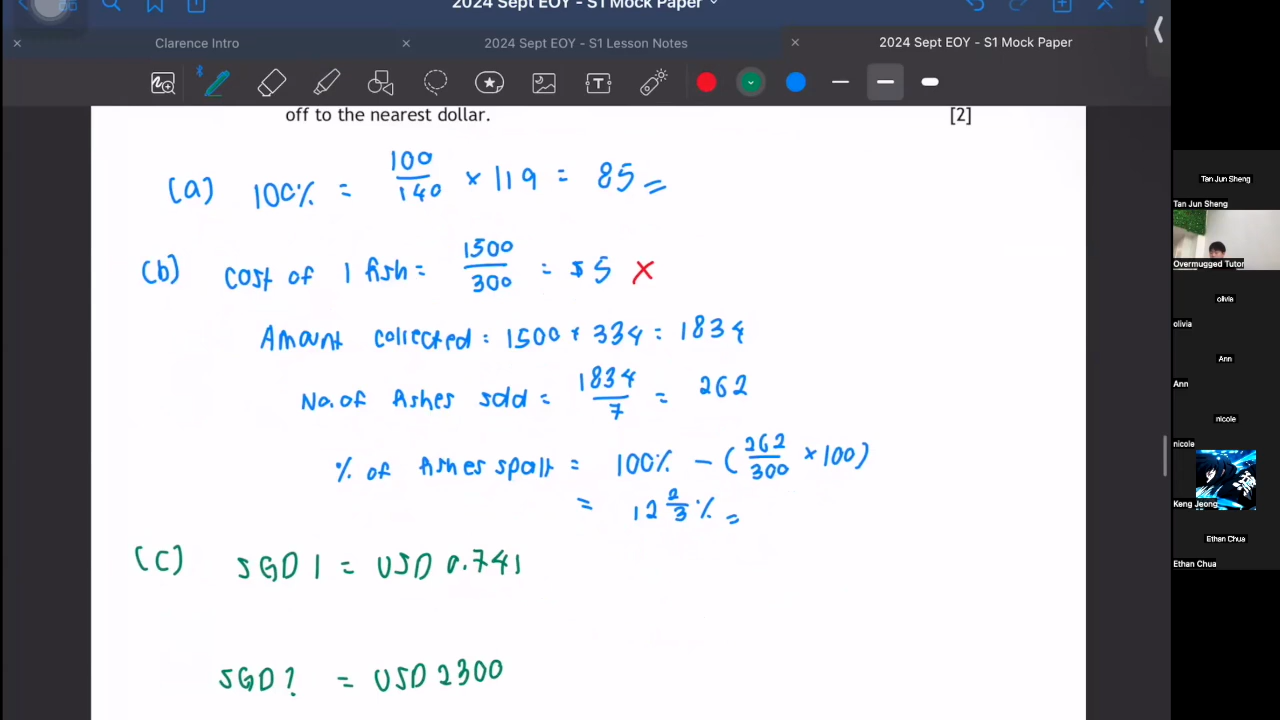 2024 Sept EOY - S1 Mock Paper
Clarence Intro
2024 Sept EOY - S1 Lesson Notes
2024 Sept EOY - S1 Mock Paper
off to the nearest dollar. [2]
(a) 100% = 100/140 × 119 = 85
(b) cost of 1 fish = 1500/300 = $5 ×
Amount collected = 1500 + 334 = 1834
No. of fishes sold = 1834/7 = 262
% of fishes spoilt = 100% - (262/300 × 100)
= 12 2/3 %
(c) SGD 1 = USD 0.741
SGD ? = USD 2300
Tan Jun Sheng
Tan Jun Sheng
Overmugged Tutor
olivia
olivia
Ann
Ann
nicole
nicole
Keng Jeong
Ethan Chua
Ethan Chua